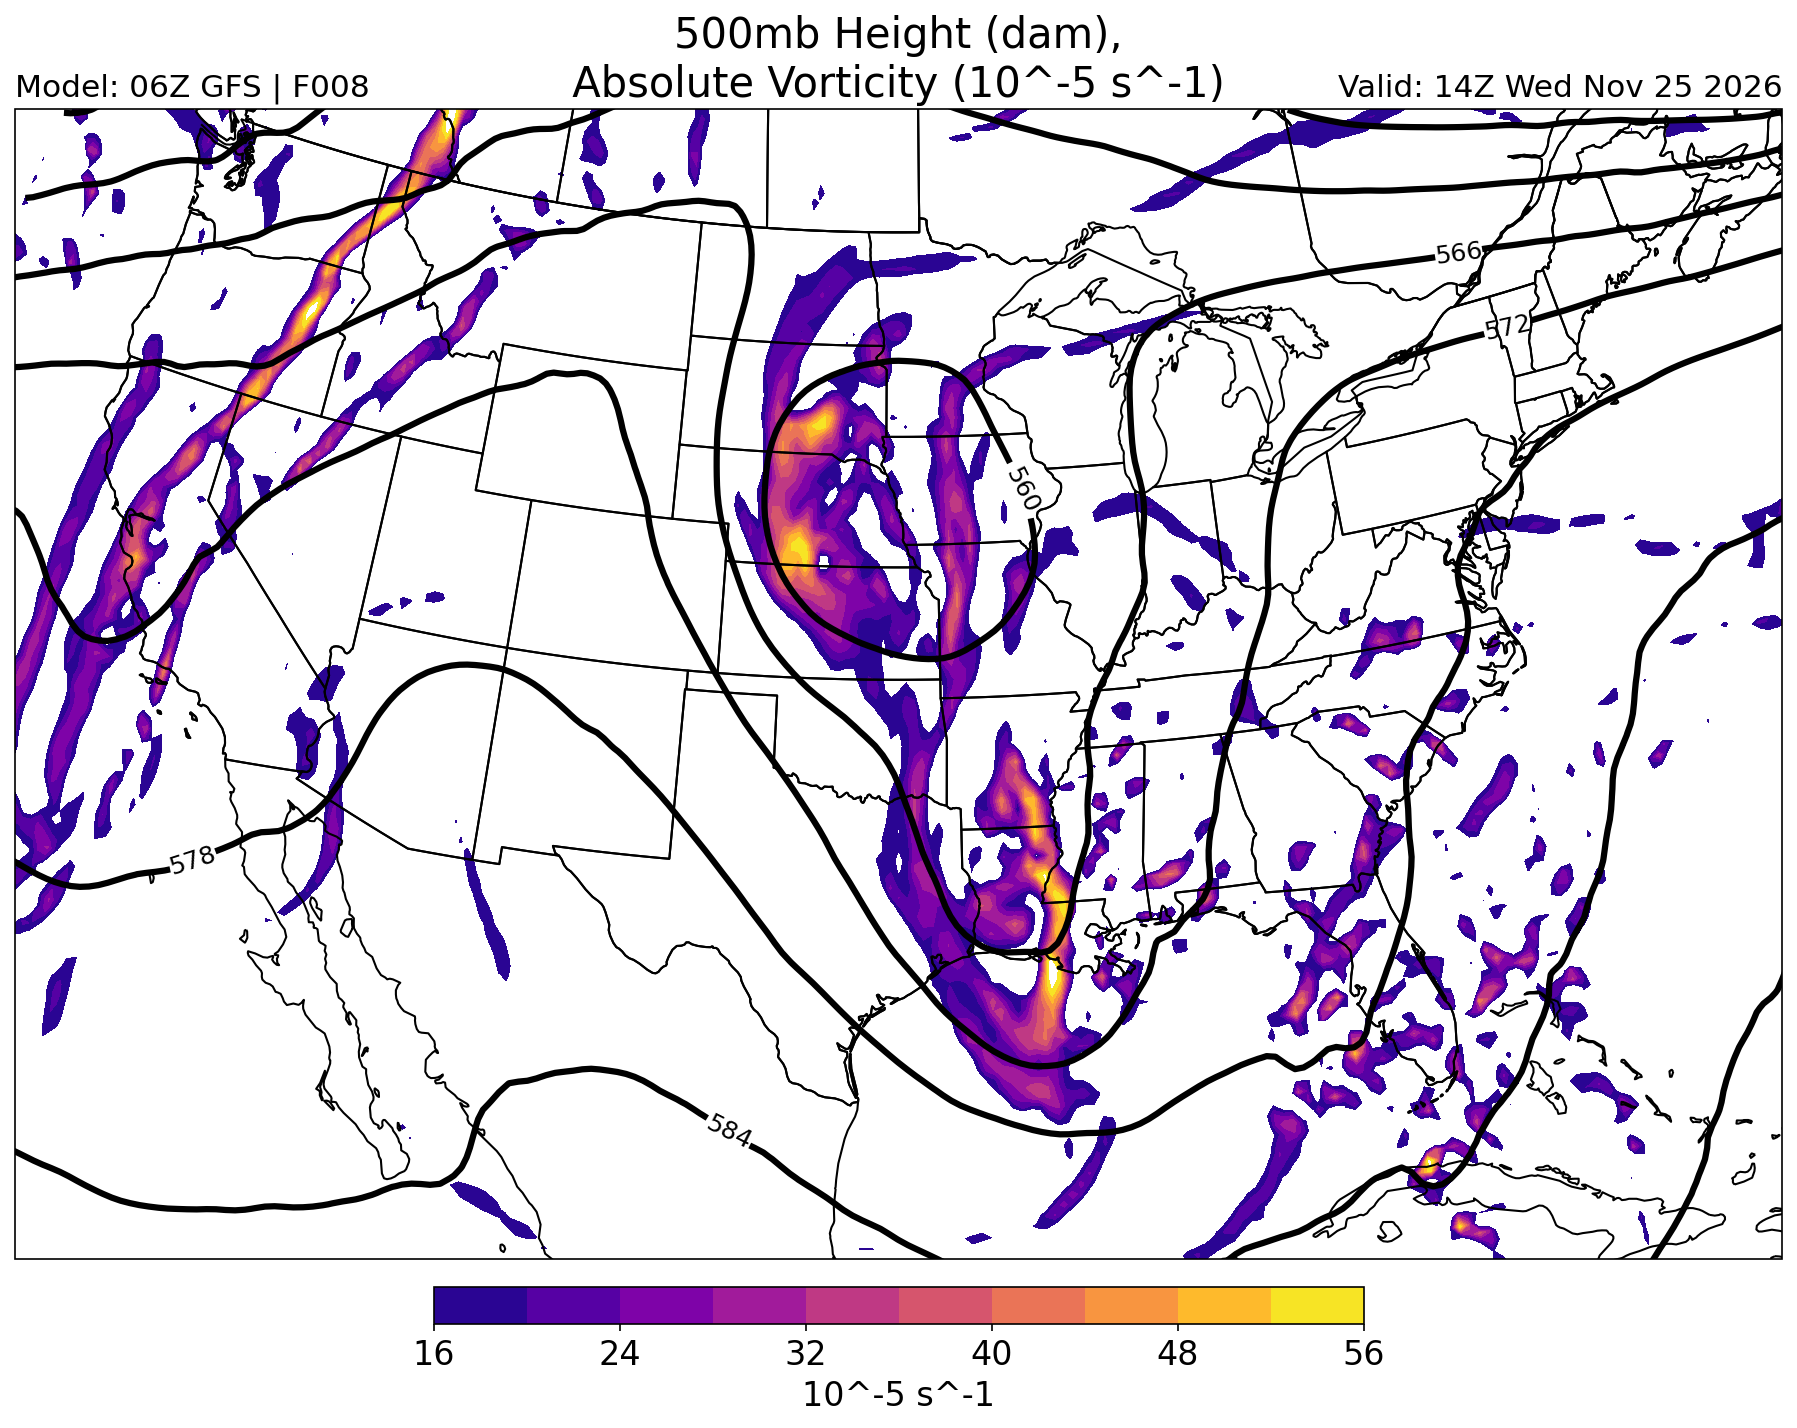 500mb Height (dam),
Model: 06Z GFS | F008
Absolute Vorticity (10^-5 s^-1)
Valid: 14Z Wed Nov 25 2026
566
572
560
578
584
16 24 32 40 48 56
10^-5 s^-1